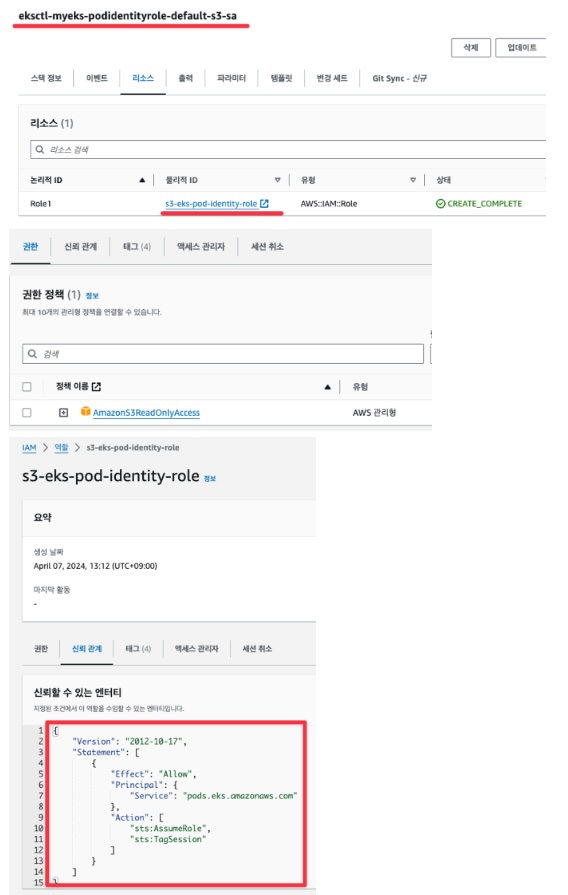 eksctl-myeks-podidentityrole-default-s3-sa
삭제 업데이트
스택 정보 이벤트 리소스 출력 파라미터 템플릿 변경 세트 Git Sync - 신규
리소스 (1)
리소스 검색
논리적 ID 물리적 ID 유형 상태
Role1 s3-eks-pod-identity-role AWS::IAM::Role CREATE_COMPLETE
권한 신뢰 관계 태그 (4) 액세스 관리자 세션 취소
권한 정책 (1) 정보
최대 10개의 관리형 정책을 연결할 수 있습니다.
검색
정책 이름 유형
AmazonS3ReadOnlyAccess AWS 관리형
IAM > 역할 > s3-eks-pod-identity-role
s3-eks-pod-identity-role 정보
요약
생성 날짜
April 07, 2024, 13:12 (UTC+09:00)
마지막 활동
-
권한 신뢰 관계 태그 (4) 액세스 관리자 세션 취소
신뢰할 수 있는 엔터티
지정된 조건에서 이 역할을 수임할 수 있는 엔터티입니다.
1 {
2 "Version": "2012-10-17",
3 "Statement": [
4 {
5 "Effect": "Allow",
6 "Principal": {
7 "Service": "pods.eks.amazonaws.com"
8 },
9 "Action": [
10 "sts:AssumeRole",
11 "sts:TagSession"
12 ]
13 }
14 ]
15 }